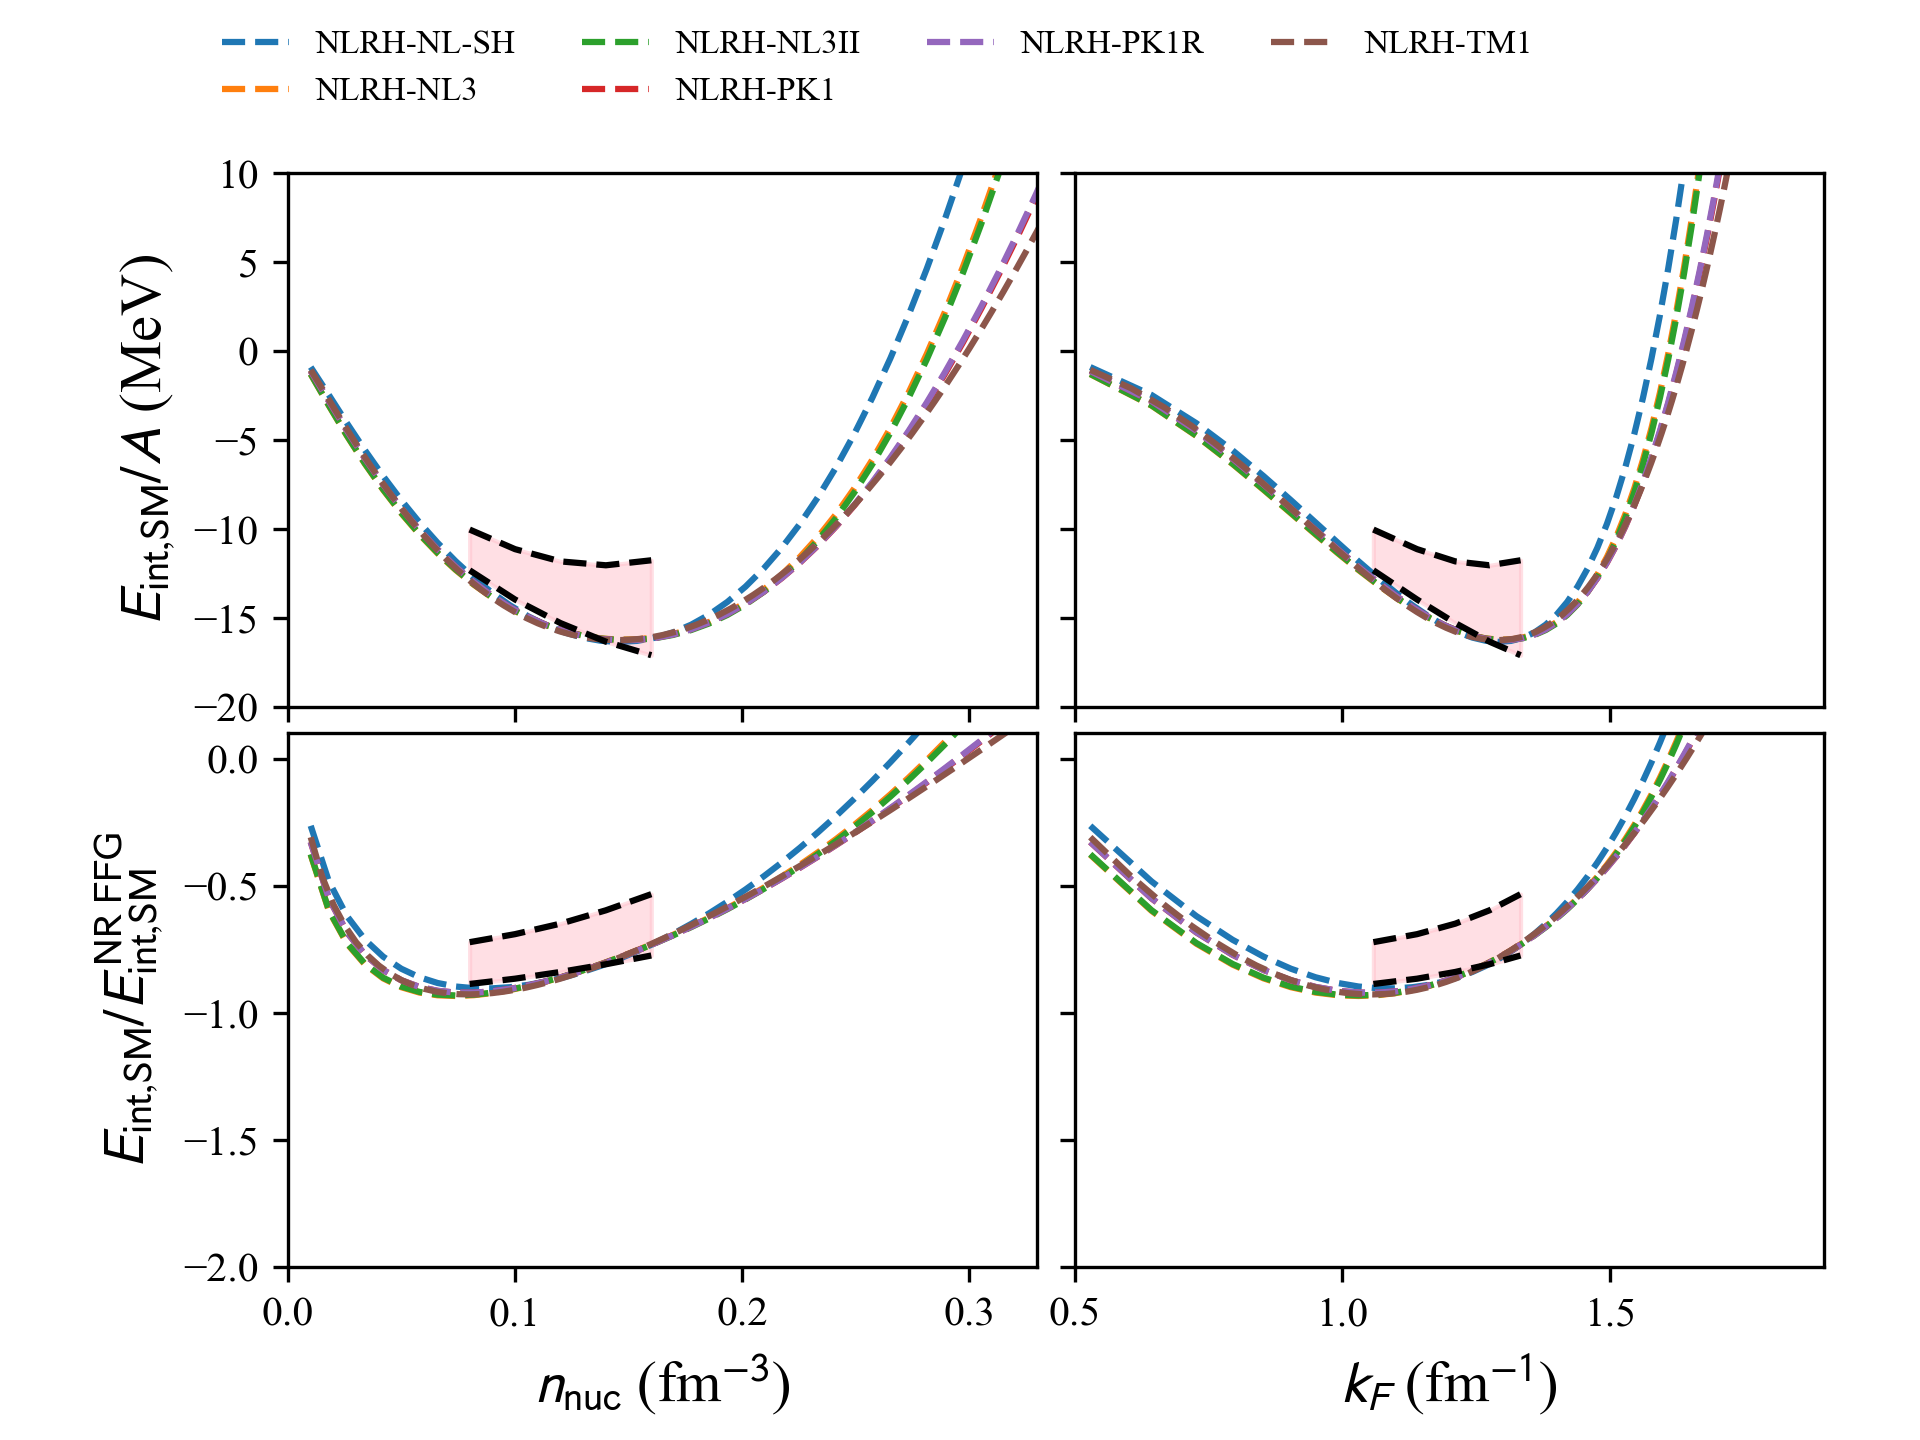 NLRH-NL-SH NLRH-NL3II NLRH-PK1R NLRH-TM1
NLRH-NL3 NLRH-PK1
E_int,SM/A (MeV)
10
5
0
−5
−10
−15
−20
E_int,SM/E^NR FFG_int,SM
0.0
−0.5
−1.0
−1.5
−2.0
0.0 0.1 0.2 0.3
0.5 1.0 1.5
n_nuc (fm⁻³)
k_F (fm⁻¹)